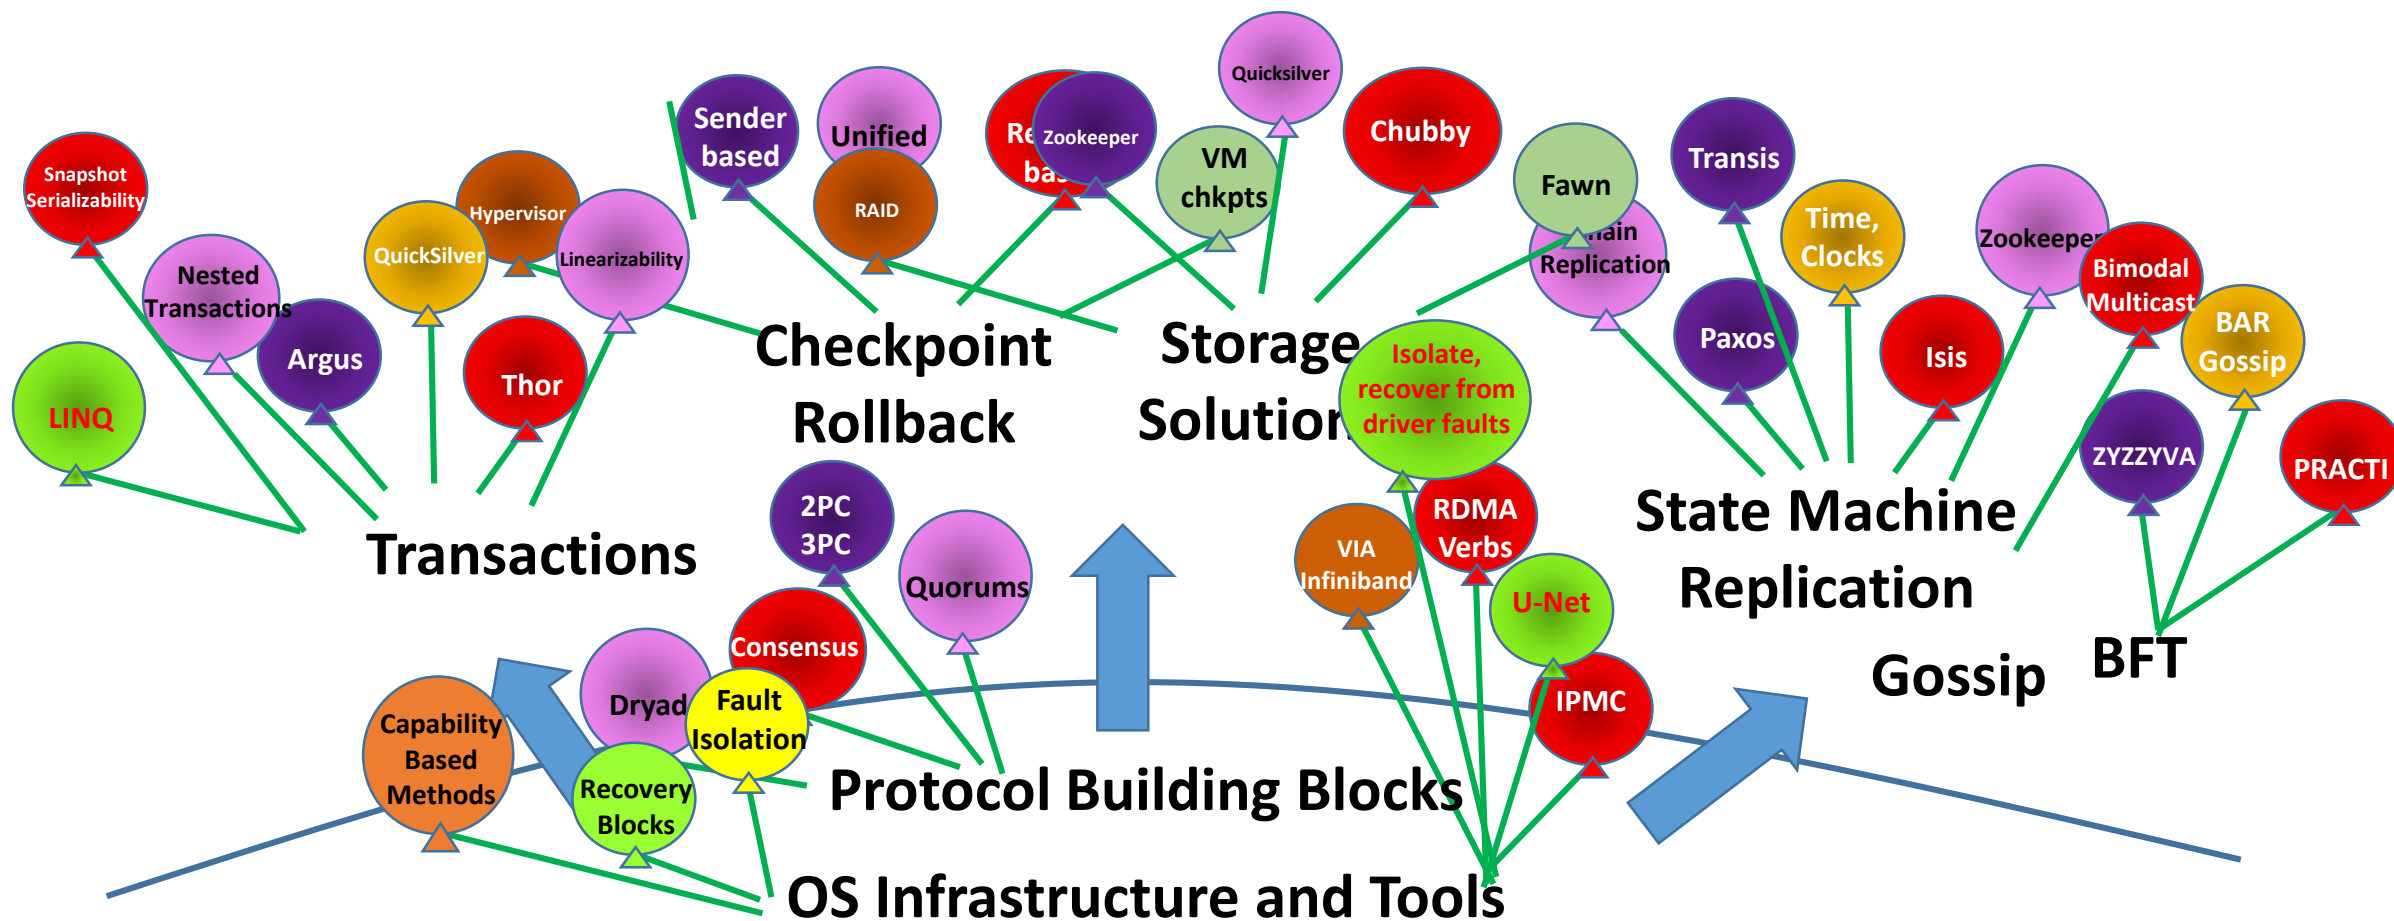 Snapshot
Serializability
LINQ
Nested
Transactions
Argus
QuickSilver
Hypervisor
Thor
Linearizability
Transactions
Sender
based
Unified
RAID
Zookeeper
VM
chkpts
Quicksilver
Chubby
Checkpoint
Rollback
Storage
Solution
Fawn
Replication
Transis
Time,
Clocks
Paxos
Isis
Zookeeper
Bimodal
Multicast
BAR
Gossip
ZYZZYVA
PRACTI
State Machine
Replication
Gossip
BFT
Isolate,
recover from
driver faults
RDMA
Verbs
VIA
Infiniband
U-Net
IPMC
2PC
3PC
Quorums
Consensus
Dryad
Fault
Isolation
Capability
Based
Methods
Recovery
Blocks
Protocol Building Blocks
OS Infrastructure and Tools